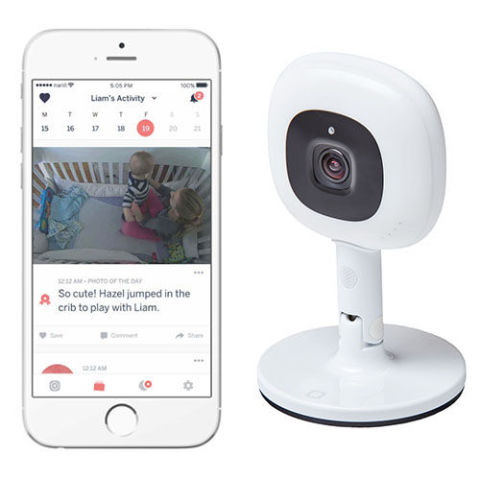 nanit
5:05 PM
100%
Liam's Activity
2
M T W T F S S
15 16 17 18 19 20 21
12:12 AM • PHOTO OF THE DAY
So cute! Hazel jumped in the
crib to play with Liam.
Save Comment Share
12:12 AM